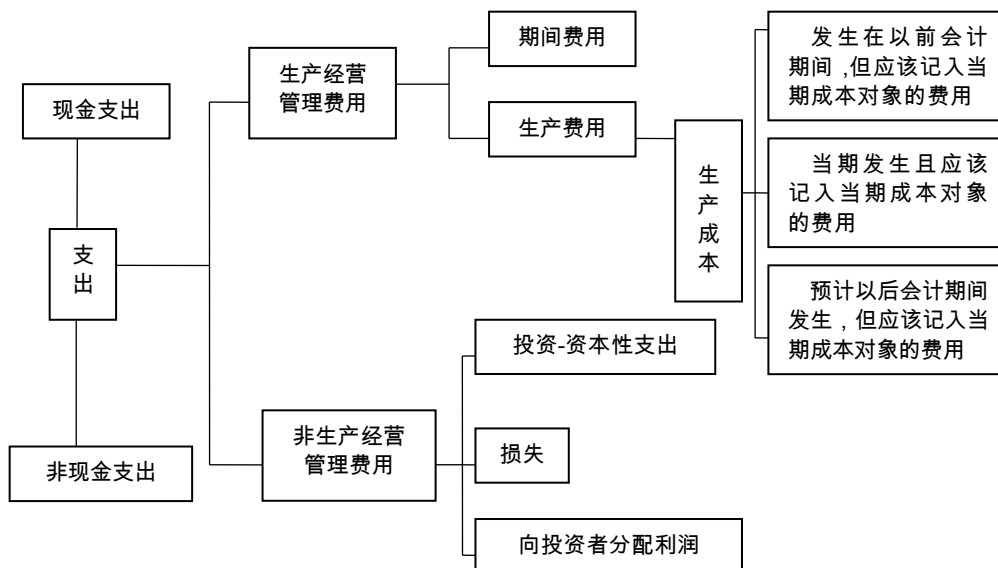 现金支出
支
出
非现金支出
生产经营
管理费用
非生产经营
管理费用
期间费用
生产费用
投资-资本性支出
损失
向投资者分配利润
生
产
成
本
发生在以前会计
期间,但应该记入当
期成本对象的费用
当期发生且应该
记入当期成本对象
的费用
预计以后会计期间
发生，但应该记入当
期成本对象的费用